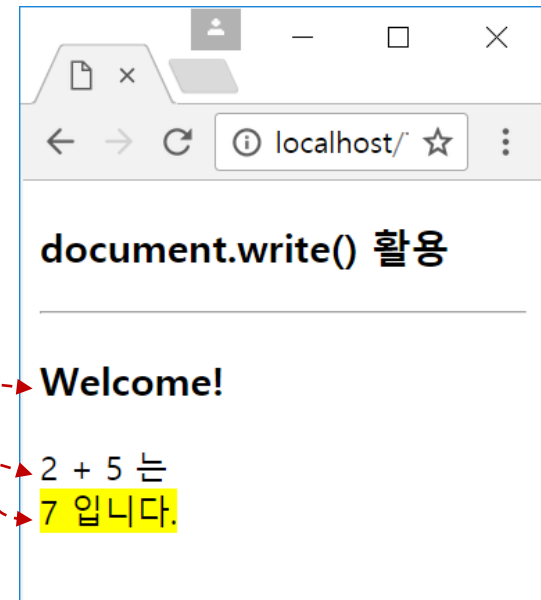 localhost/
document.write() 활용
Welcome!
2 + 5 는
7 입니다.